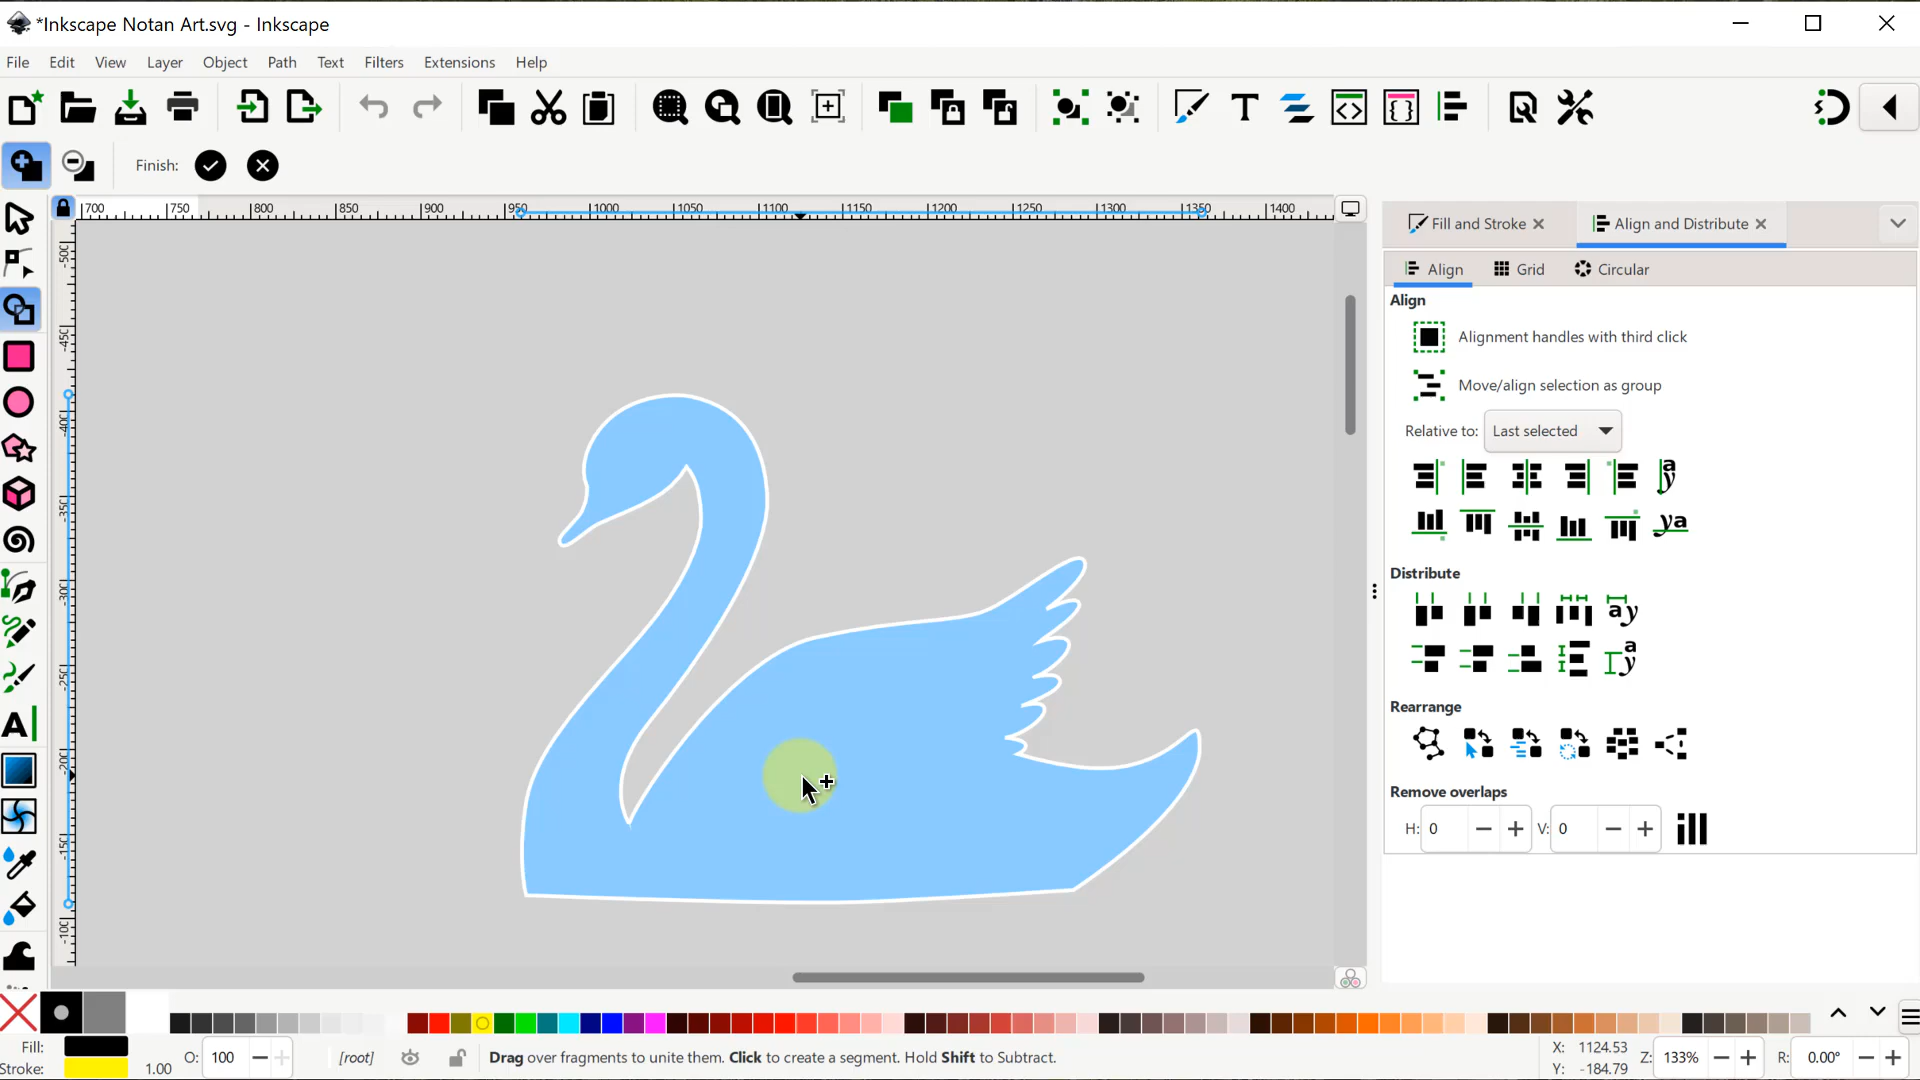 *Inkscape Notan Art.svg - Inkscape
File Edit View Layer Object Path Text Filters Extensions Help
Finish:
700 750 800 850 900 950 1000 1050 1100 1150 1200 1250 1300 1350 1400
Fill and Stroke Align and Distribute
Align Grid Circular
Align
Alignment handles with third click
Move/align selection as group
Relative to: Last selected
Distribute
Rearrange
Remove overlaps
H: 0 V: 0
Fill:
Stroke: 1.00 O: 100 [root] Drag over fragments to unite them. Click to create a segment. Hold Shift to Subtract. X: 1124.53 Y: -184.79 Z: 133% R: 0.00°